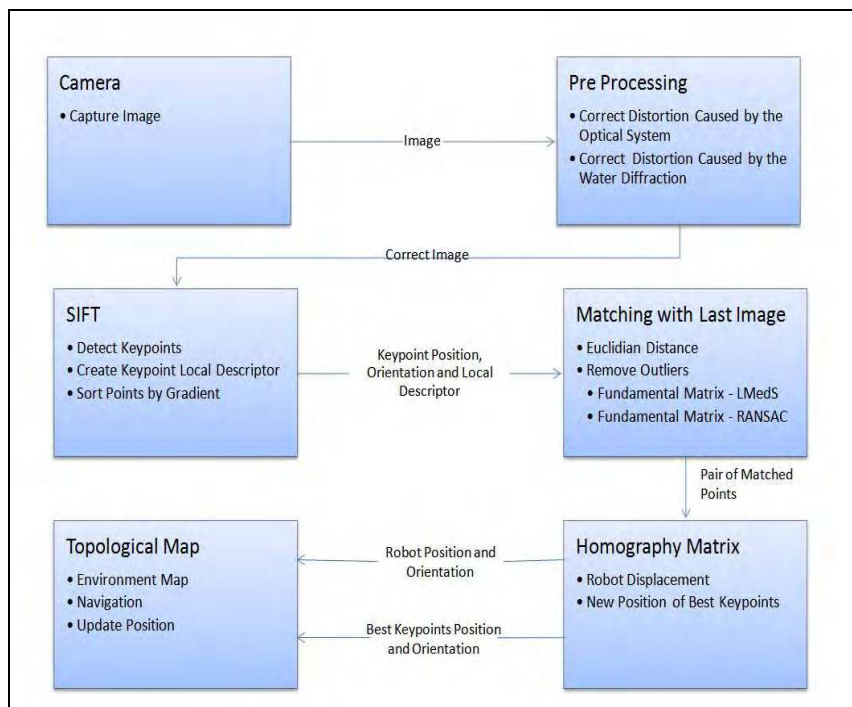 Camera
• Capture Image
Image
Pre Processing
• Correct Distortion Caused by the
Optical System
• Correct Distortion Caused by the
Water Diffraction
Correct Image
SIFT
• Detect Keypoints
• Create Keypoint Local Descriptor
• Sort Points by Gradient
Keypoint Position,
Orientation and Local
Descriptor
Matching with Last Image
• Euclidian Distance
• Remove Outliers
• Fundamental Matrix - LMedS
• Fundamental Matrix - RANSAC
Pair of Matched
Points
Topological Map
• Environment Map
• Navigation
• Update Position
Robot Position and
Orientation
Best Keypoints Position
and Orientation
Homography Matrix
• Robot Displacement
• New Position of Best Keypoints